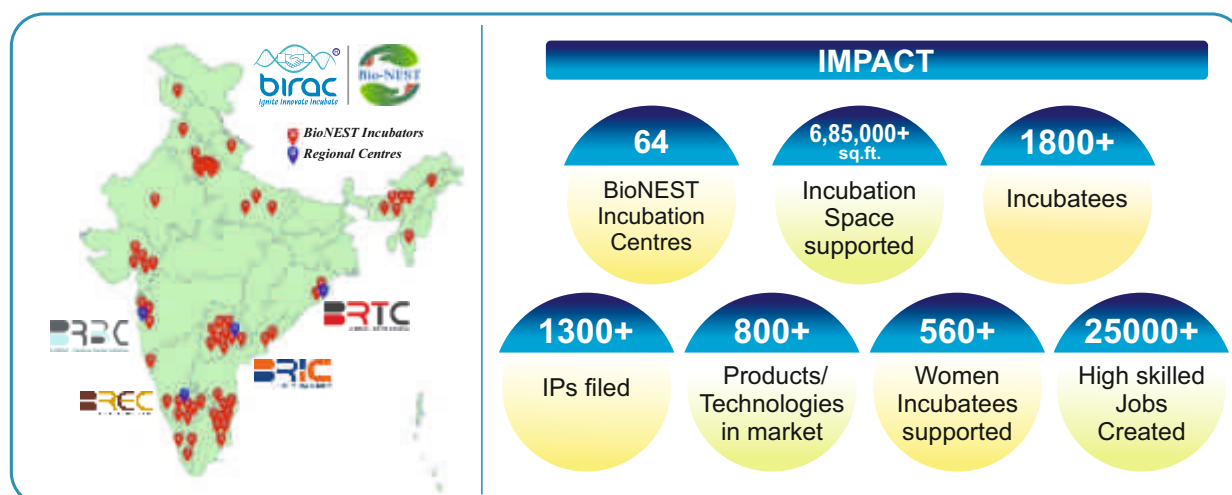 birac
Ignite Innovate Incubate
Bio-NEST
BioNEST Incubators
Regional Centres
BRBC
BRTC
BRIC
BREC
IMPACT
64
BioNEST
Incubation
Centres
6,85,000+
sq.ft.
Incubation
Space
supported
1800+
Incubatees
1300+
IPs filed
800+
Products/
Technologies
in market
560+
Women
Incubatees
supported
25000+
High skilled
Jobs
Created